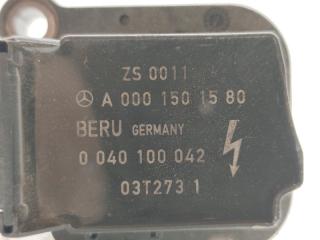 ZS 0011
A 000 150 15 80
BERU GERMANY
0 040 100 042
03T273 1